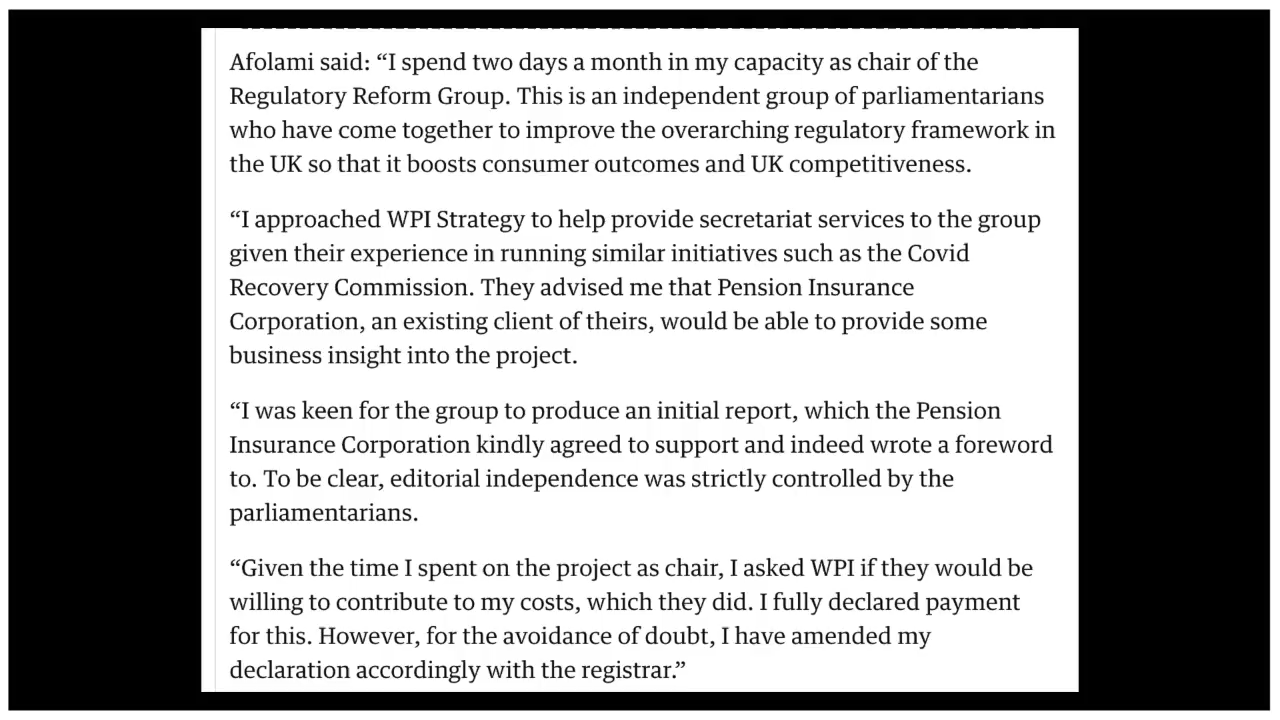 Afolami said: “I spend two days a month in my capacity as chair of the
Regulatory Reform Group. This is an independent group of parliamentarians
who have come together to improve the overarching regulatory framework in
the UK so that it boosts consumer outcomes and UK competitiveness.
“I approached WPI Strategy to help provide secretariat services to the group
given their experience in running similar initiatives such as the Covid
Recovery Commission. They advised me that Pension Insurance
Corporation, an existing client of theirs, would be able to provide some
business insight into the project.
“I was keen for the group to produce an initial report, which the Pension
Insurance Corporation kindly agreed to support and indeed wrote a foreword
to. To be clear, editorial independence was strictly controlled by the
parliamentarians.
“Given the time I spent on the project as chair, I asked WPI if they would be
willing to contribute to my costs, which they did. I fully declared payment
for this. However, for the avoidance of doubt, I have amended my
declaration accordingly with the registrar.”